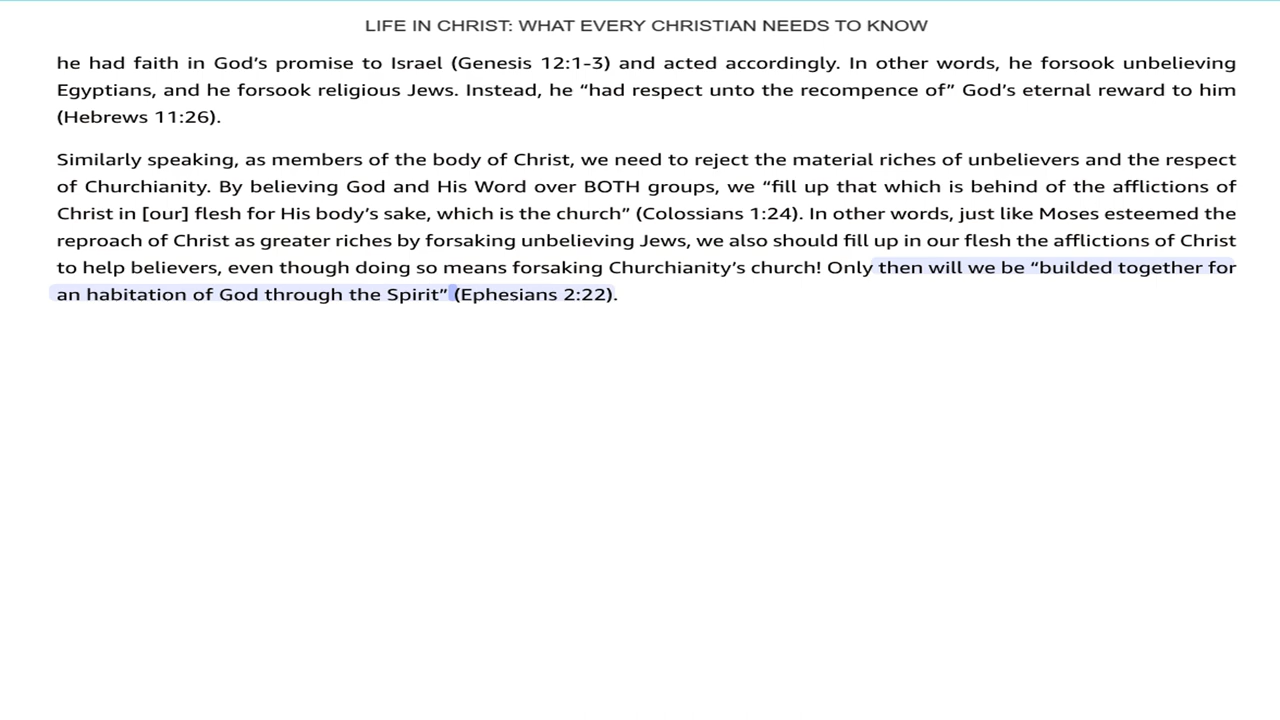 LIFE IN CHRIST: WHAT EVERY CHRISTIAN NEEDS TO KNOW
he had faith in God’s promise to Israel (Genesis 12:1-3) and acted accordingly. In other words, he forsook unbelieving
Egyptians, and he forsook religious Jews. Instead, he “had respect unto the recompence of” God’s eternal reward to him
(Hebrews 11:26).
Similarly speaking, as members of the body of Christ, we need to reject the material riches of unbelievers and the respect
of Churchianity. By believing God and His Word over BOTH groups, we “fill up that which is behind of the afflictions of
Christ in [our] flesh for His body’s sake, which is the church” (Colossians 1:24). In other words, just like Moses esteemed the
reproach of Christ as greater riches by forsaking unbelieving Jews, we also should fill up in our flesh the afflictions of Christ
to help believers, even though doing so means forsaking Churchianity’s church! Only then will we be “builded together for
an habitation of God through the Spirit” (Ephesians 2:22).